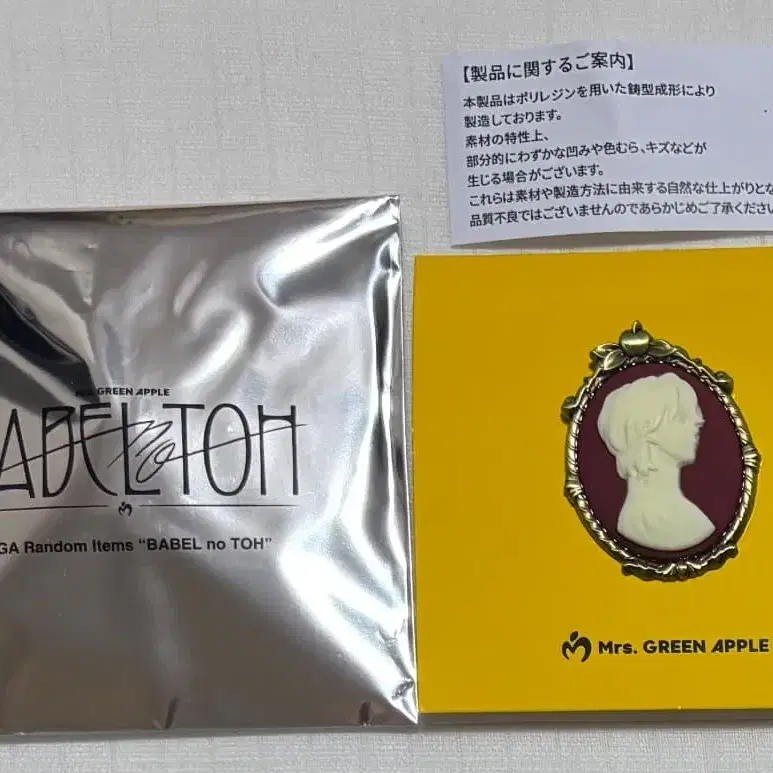 Mrs. GREEN APPLE
ABEL no TOH
GA Random Items “BABEL no TOH”
【製品に関するご案内】
本製品はポリレジンを用いた鋳型成形により
製造しております。
素材の特性上、
部分的にわずかな凹みや色むら、キズなどが
生じる場合がございます。
これらは素材や製造方法に由来する自然な仕上がりとな
品質不良ではございませんのであらかじめご了承ください
Mrs. GREEN APPLE